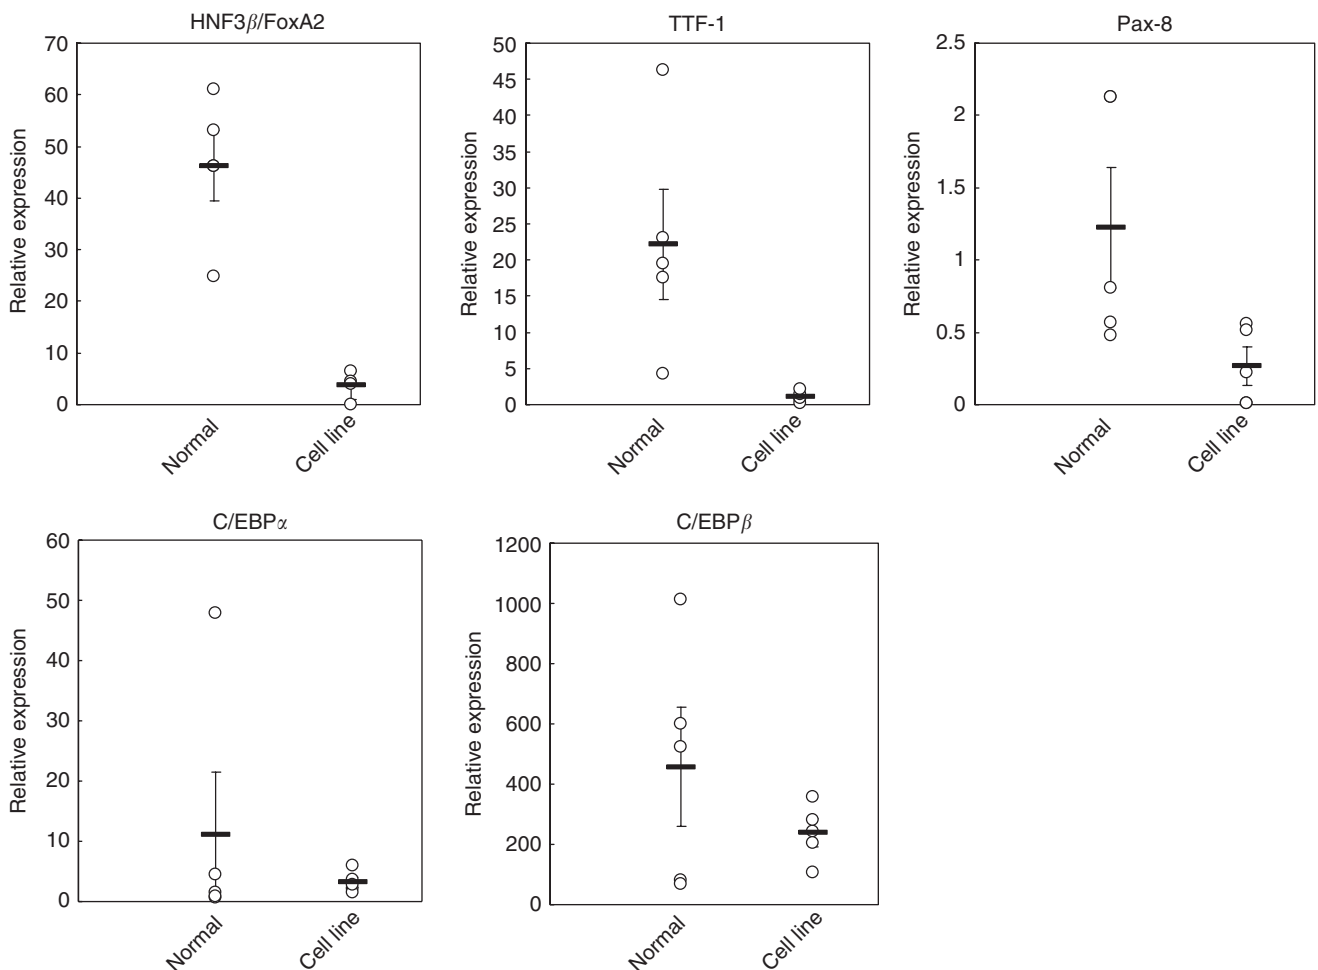 HNF3β/FoxA2
Relative expression
70
60
50
40
30
20
10
0
Normal
Cell line
TTF-1
Relative expression
50
45
40
35
30
25
20
15
10
5
0
Normal
Cell line
Pax-8
Relative expression
2.5
2
1.5
1
0.5
0
Normal
Cell line
C/EBPα
Relative expression
60
50
40
30
20
10
0
Normal
Cell line
C/EBPβ
Relative expression
1200
1000
800
600
400
200
0
Normal
Cell line